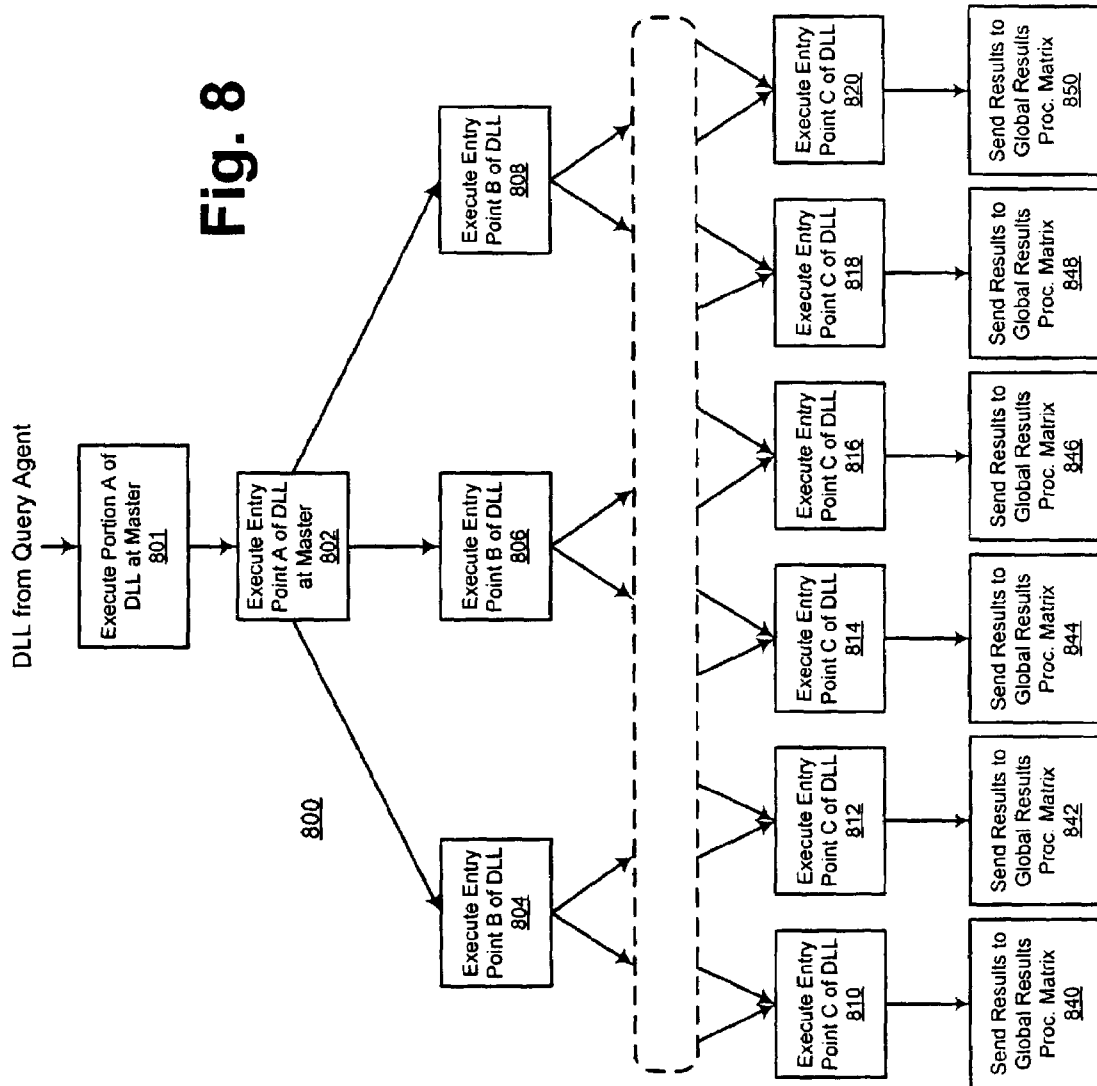 DLL from Query Agent
Fig. 8
Execute Portion A of
DLL at Master
801
Execute Entry
Point A of DLL
at Master
802
800
Execute Entry
Point B of DLL
804
Execute Entry
Point B of DLL
806
Execute Entry
Point B of DLL
808
Execute Entry
Point C of DLL
810
Execute Entry
Point C of DLL
812
Execute Entry
Point C of DLL
814
Execute Entry
Point C of DLL
816
Execute Entry
Point C of DLL
818
Execute Entry
Point C of DLL
820
Send Results to
Global Results
Proc. Matrix
840
Send Results to
Global Results
Proc. Matrix
842
Send Results to
Global Results
Proc. Matrix
844
Send Results to
Global Results
Proc. Matrix
846
Send Results to
Global Results
Proc. Matrix
848
Send Results to
Global Results
Proc. Matrix
850